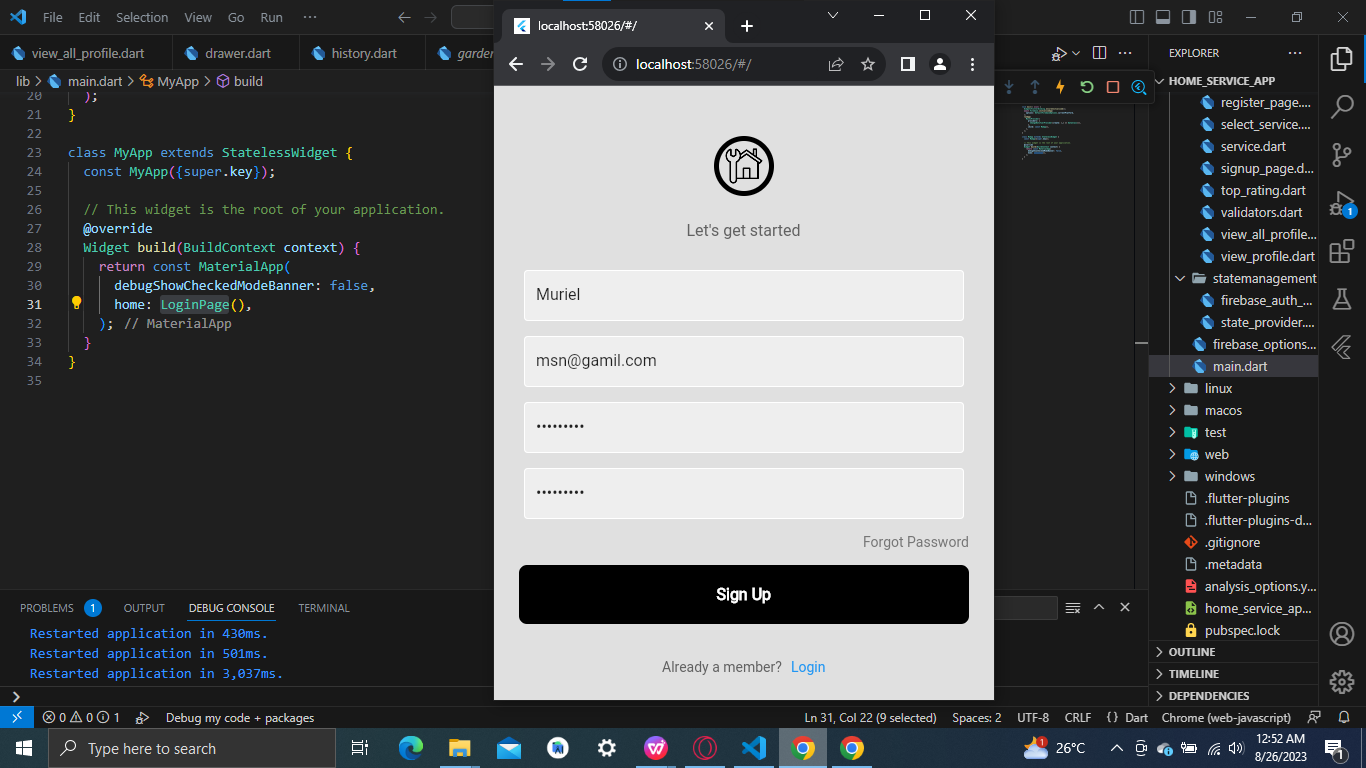 File Edit Selection View Go Run ···
view_all_profile.dart drawer.dart history.dart
lib > main.dart > MyApp > build
20 );
21 }
22
23 class MyApp extends StatelessWidget {
24 const MyApp({super.key});
25
26 // This widget is the root of your application.
27 @override
28 Widget build(BuildContext context) {
29 return const MaterialApp(
30 debugShowCheckedModeBanner: false,
31 home: LoginPage(),
32 ); // MaterialApp
33 }
34 }
35
PROBLEMS 1 OUTPUT DEBUG CONSOLE TERMINAL
Restarted application in 430ms.
Restarted application in 501ms.
Restarted application in 3,037ms.
localhost:58026/#/
localhost:58026/#/
Let's get started
Muriel
msn@gamil.com
•••••••••
•••••••••
Forgot Password
Sign Up
Already a member? Login
EXPLORER ···
HOME_SERVICE_APP
register_page....
select_service....
service.dart
signup_page.d...
top_rating.dart
validators.dart
view_all_profile...
view_profile.dart
statemanagement
firebase_auth_...
state_provider....
firebase_options...
main.dart
linux
macos
test
web
windows
.flutter-plugins
.flutter-plugins-d...
.gitignore
.metadata
analysis_options.y...
home_service_ap...
pubspec.lock
OUTLINE
TIMELINE
DEPENDENCIES
1
0 0 1 Debug my code + packages
Ln 31, Col 22 (9 selected) Spaces: 2 UTF-8 CRLF {} Dart Chrome (web-javascript)
Type here to search
1 26°C
12:52 AM
8/26/2023
1